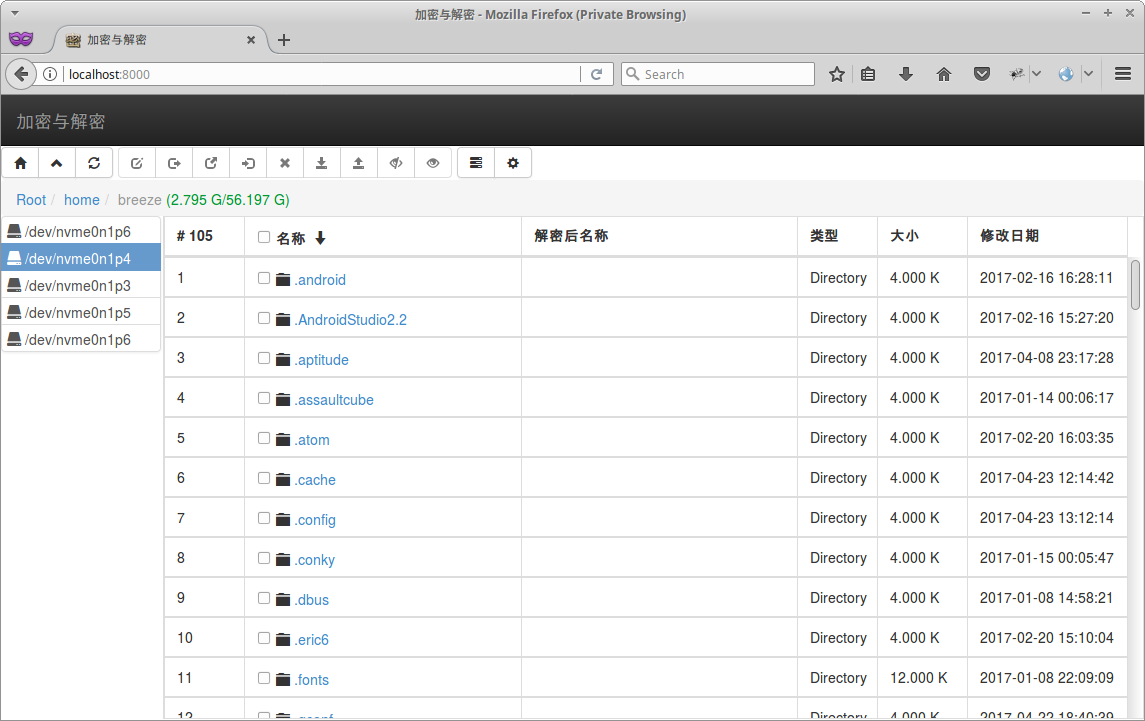 加密与解密 - Mozilla Firefox (Private Browsing)
加密与解密
localhost:8000
Search
加密与解密
Root / home / breeze (2.795 G/56.197 G)
/dev/nvme0n1p6
/dev/nvme0n1p4
/dev/nvme0n1p3
/dev/nvme0n1p5
/dev/nvme0n1p6
# 105 名称 解密后名称 类型 大小 修改日期
1 .android Directory 4.000 K 2017-02-16 16:28:11
2 .AndroidStudio2.2 Directory 4.000 K 2017-02-16 15:27:20
3 .aptitude Directory 4.000 K 2017-04-08 23:17:28
4 .assaultcube Directory 4.000 K 2017-01-14 00:06:17
5 .atom Directory 4.000 K 2017-02-20 16:03:35
6 .cache Directory 4.000 K 2017-04-23 12:14:42
7 .config Directory 4.000 K 2017-04-23 13:12:14
8 .conky Directory 4.000 K 2017-01-15 00:05:47
9 .dbus Directory 4.000 K 2017-01-08 14:58:21
10 .eric6 Directory 4.000 K 2017-02-20 15:10:04
11 .fonts Directory 12.000 K 2017-01-08 22:09:09
12 .gconf Directory 4.000 K